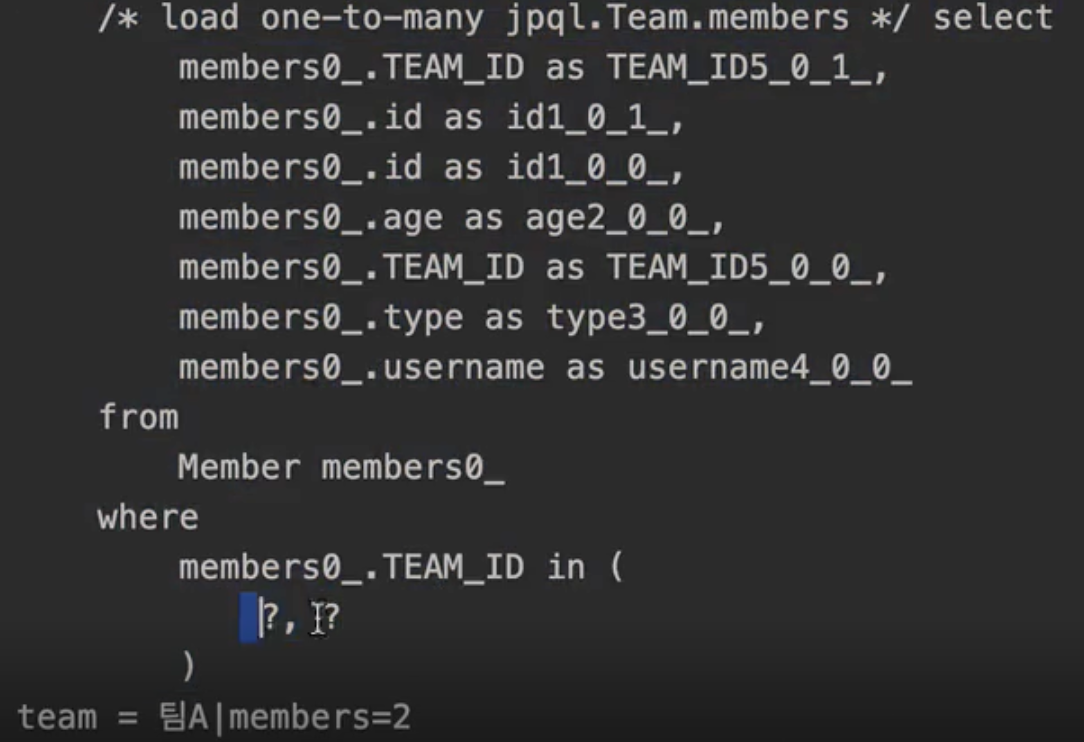 /* load one-to-many jpql.Team.members */ select
members0_.TEAM_ID as TEAM_ID5_0_1_,
members0_.id as id1_0_1_,
members0_.id as id1_0_0_,
members0_.age as age2_0_0_,
members0_.TEAM_ID as TEAM_ID5_0_0_,
members0_.type as type3_0_0_,
members0_.username as username4_0_0_
from
Member members0_
where
members0_.TEAM_ID in (
?, ?
)
team = 팀A|members=2